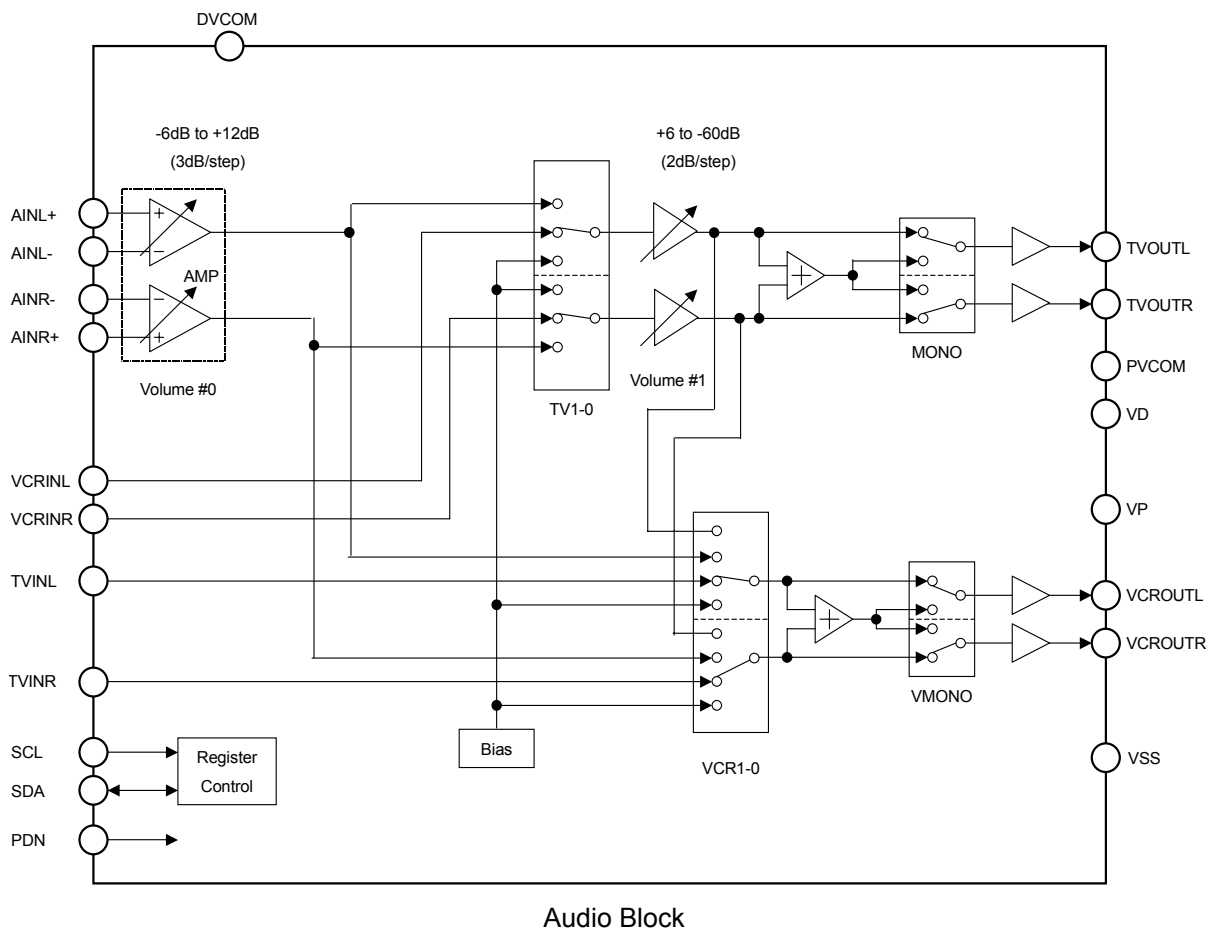 DVCOM
-6dB to +12dB
(3dB/step)
+6 to -60dB
(2dB/step)
AINL+
AINL-
AINR-
AINR+
+
−
AMP
−
+
Volume #0
TV1-0
Volume #1
+
MONO
TVOUTL
TVOUTR
PVCOM
VD
VP
VCRINL
VCRINR
TVINL
TVINR
+
VCROUTL
VCROUTR
VMONO
VCR1-0
Bias
VSS
SCL
SDA
PDN
Register
Control
Audio Block